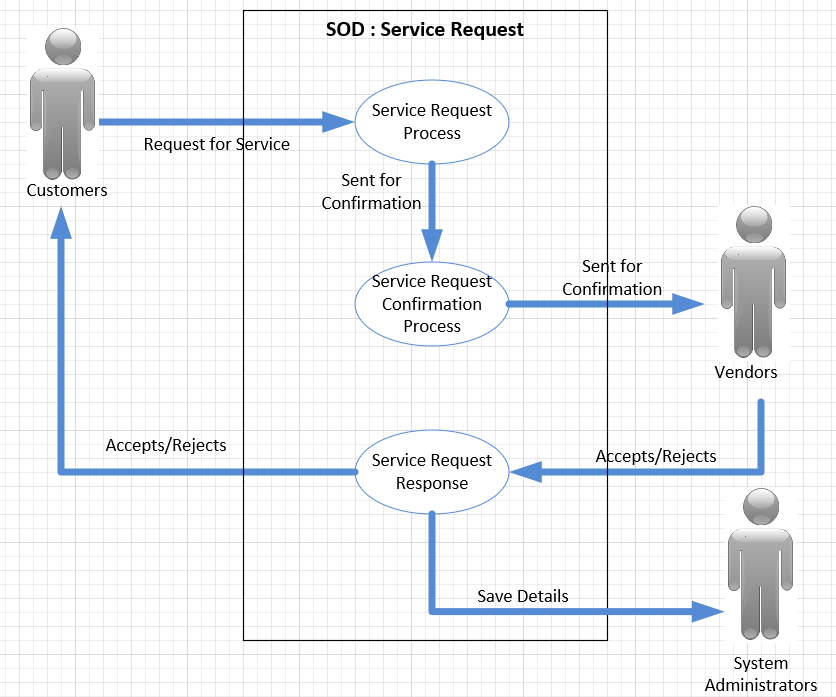 SOD : Service Request
Service Request
Process
Request for Service
Customers
Sent for
Confirmation
Service Request
Confirmation
Process
Sent for
Confirmation
Vendors
Accepts/Rejects
Service Request
Response
Accepts/Rejects
Save Details
System
Administrators